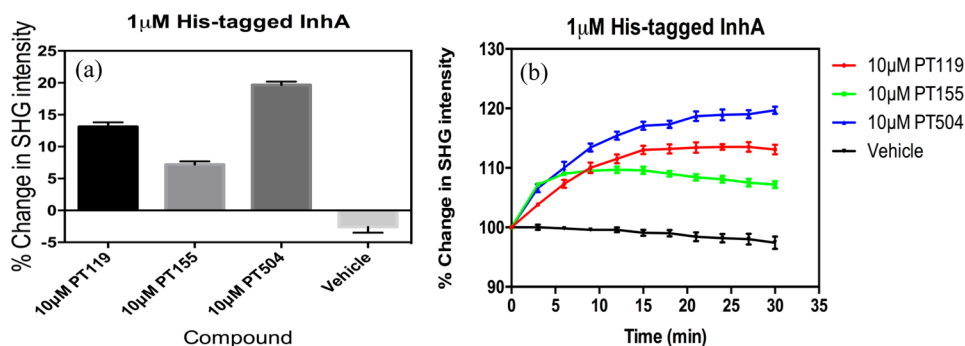 1μM His-tagged InhA
(a)
% Change in SHG intensity
25
20
15
10
5
0
-5
10μM PT119
10μM PT155
10μM PT504
Vehicle
Compound
1μM His-tagged InhA
(b)
% Change in SHG intensity
130
120
110
100
90
0 5 10 15 20 25 30 35
Time (min)
10μM PT119
10μM PT155
10μM PT504
Vehicle